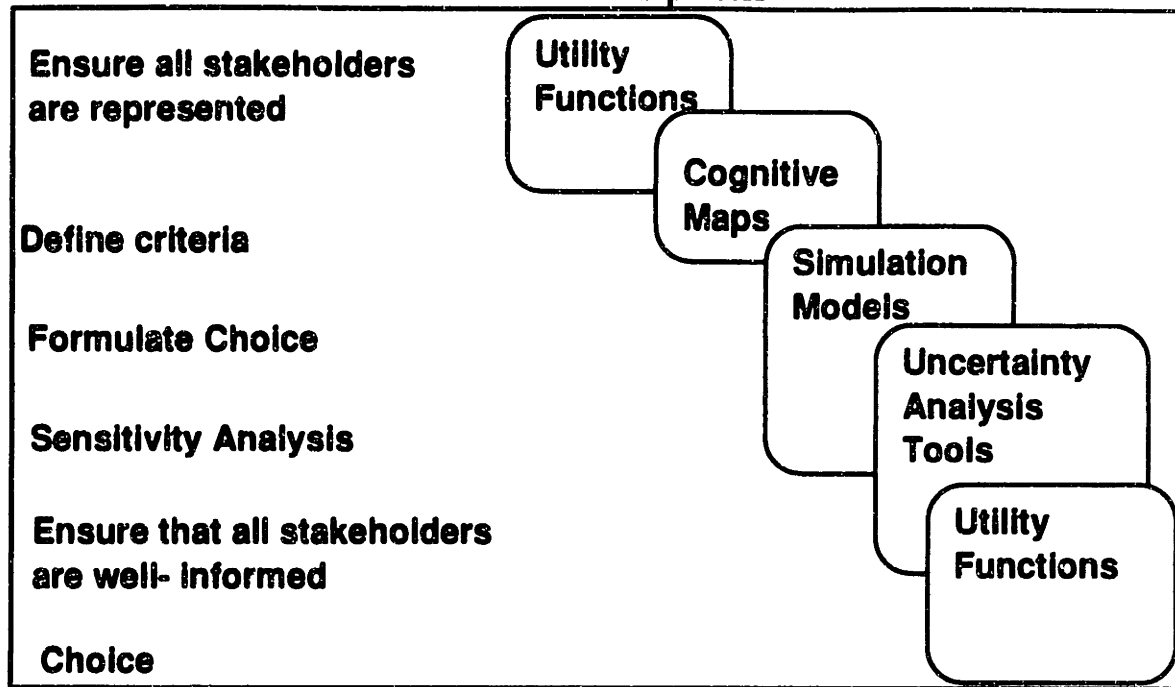 Ensure all stakeholders
are represented
Utility
Functions
Cognitive
Maps
Define criteria
Simulation
Models
Formulate Choice
Uncertainty
Analysis
Tools
Sensitivity Analysis
Ensure that all stakeholders
are well- informed
Utility
Functions
Choice